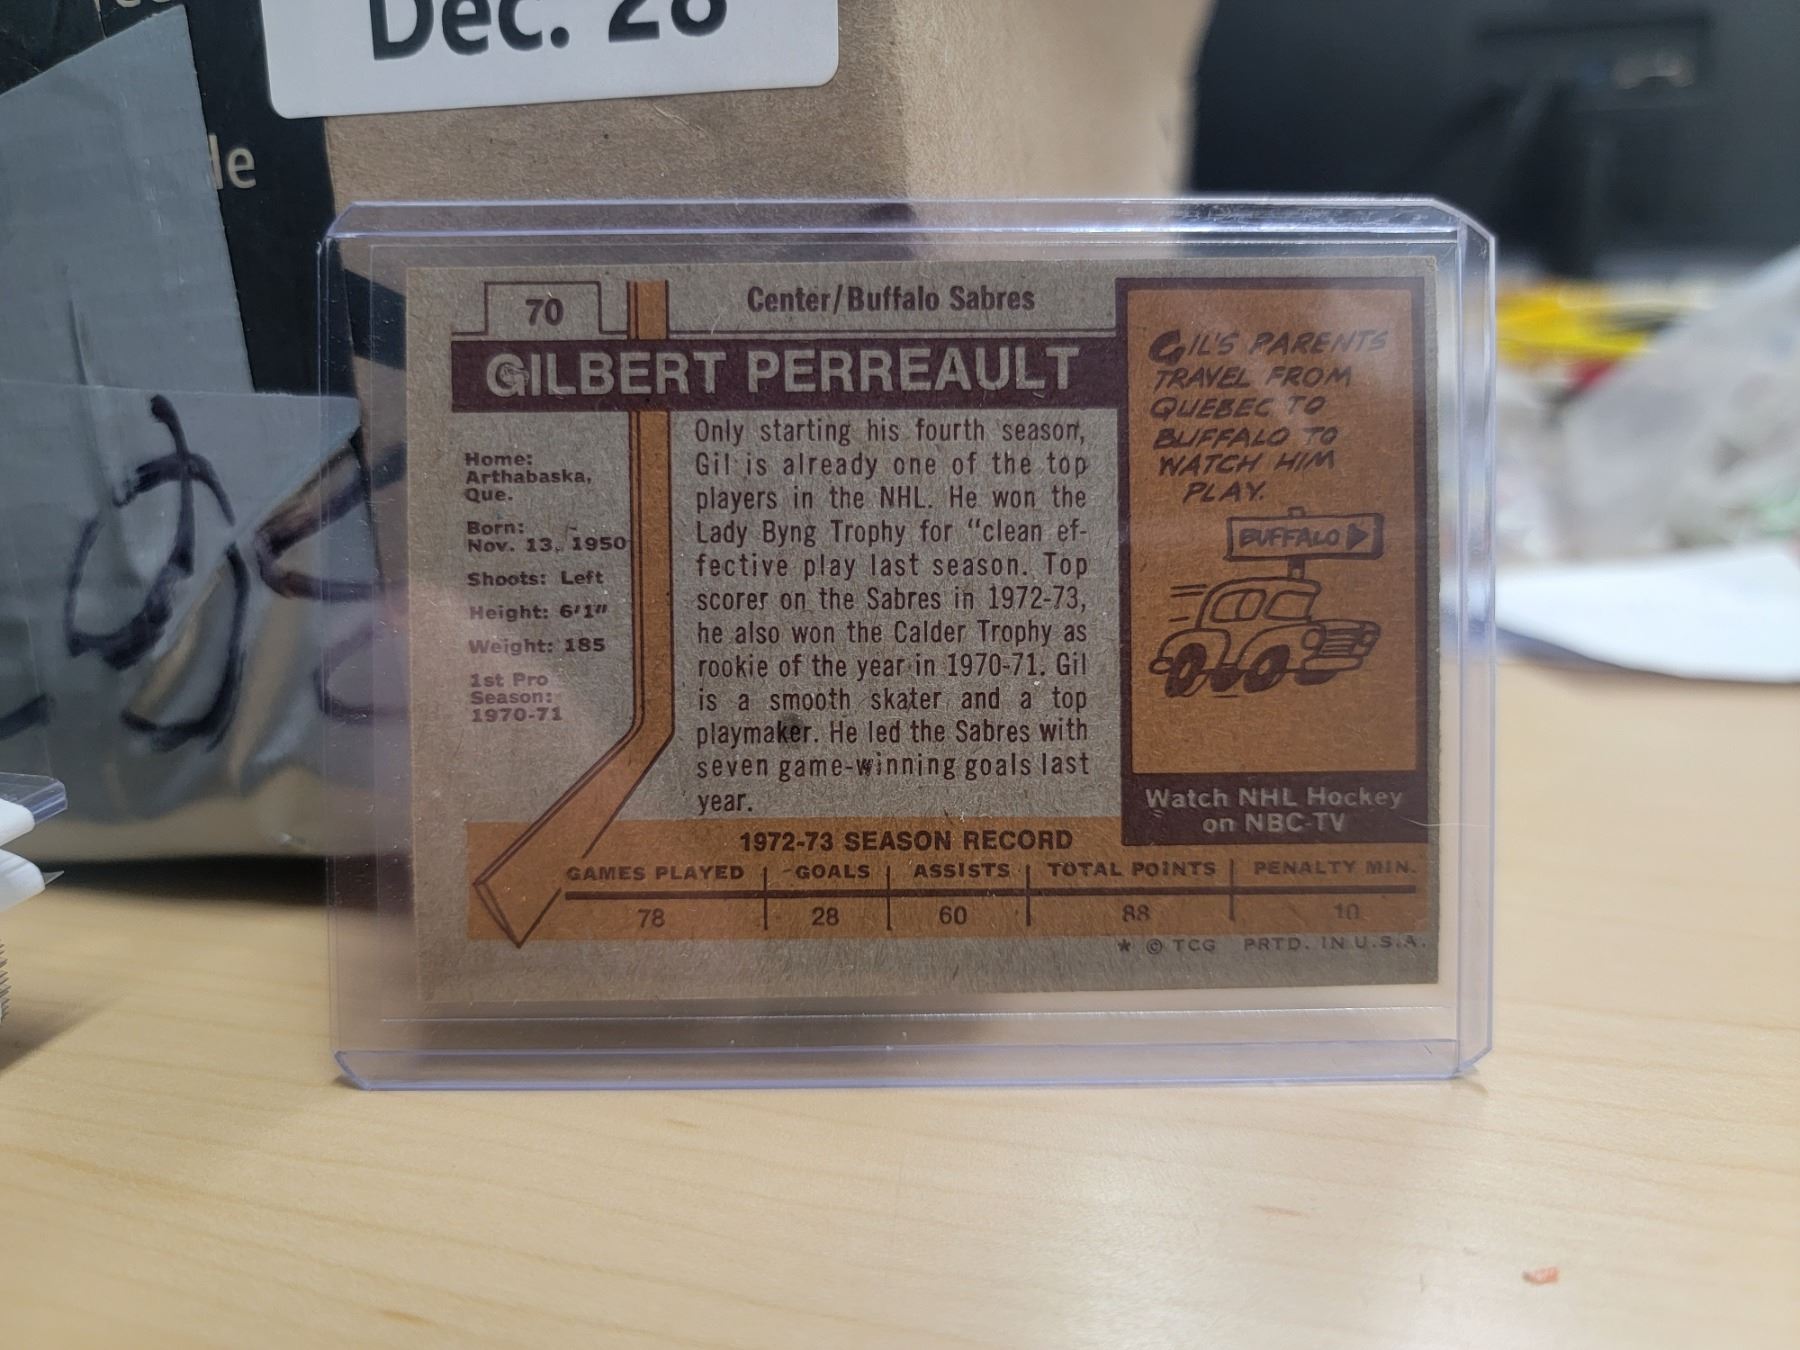 Dec. 28
le
70
Center/Buffalo Sabres
GILBERT PERREAULT
Home:
Arthabaska,
Que.
Born:
Nov. 13, 1950
Shoots: Left
Height: 6'1"
Weight: 185
1st Pro
Season:
1970-71
Only starting his fourth season,
Gil is already one of the top
players in the NHL. He won the
Lady Byng Trophy for “clean ef-
fective play last season. Top
scorer on the Sabres in 1972-73,
he also won the Calder Trophy as
rookie of the year in 1970-71. Gil
is a smooth skater and a top
playmaker. He led the Sabres with
seven game-winning goals last
year.
GIL'S PARENTS
TRAVEL FROM
QUEBEC TO
BUFFALO TO
WATCH HIM
PLAY.
BUFFALO
Watch NHL Hockey
on NBC-TV
1972-73 SEASON RECORD
GAMES PLAYED GOALS ASSISTS TOTAL POINTS PENALTY MIN.
78 28 60 88 10
* © TCG PRTD. IN U.S.A.